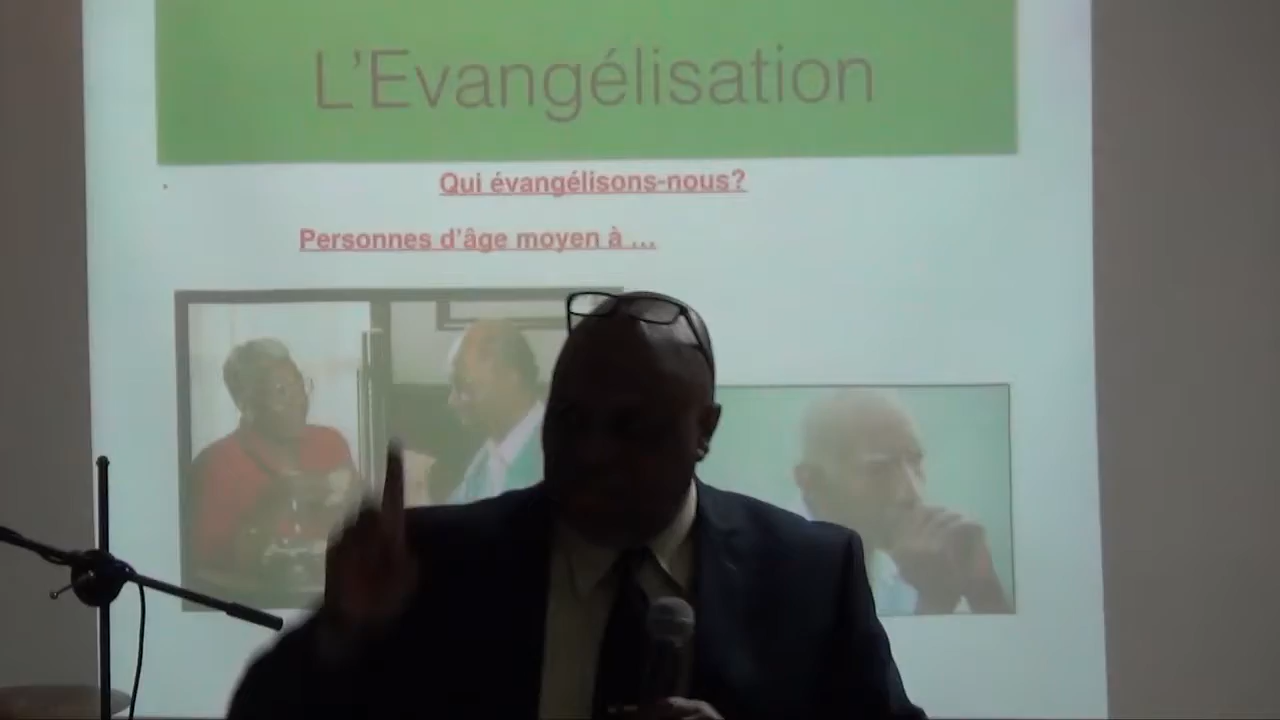 L'Evangélisation
Qui évangélisons-nous?
Personnes d'âge moyen à ...